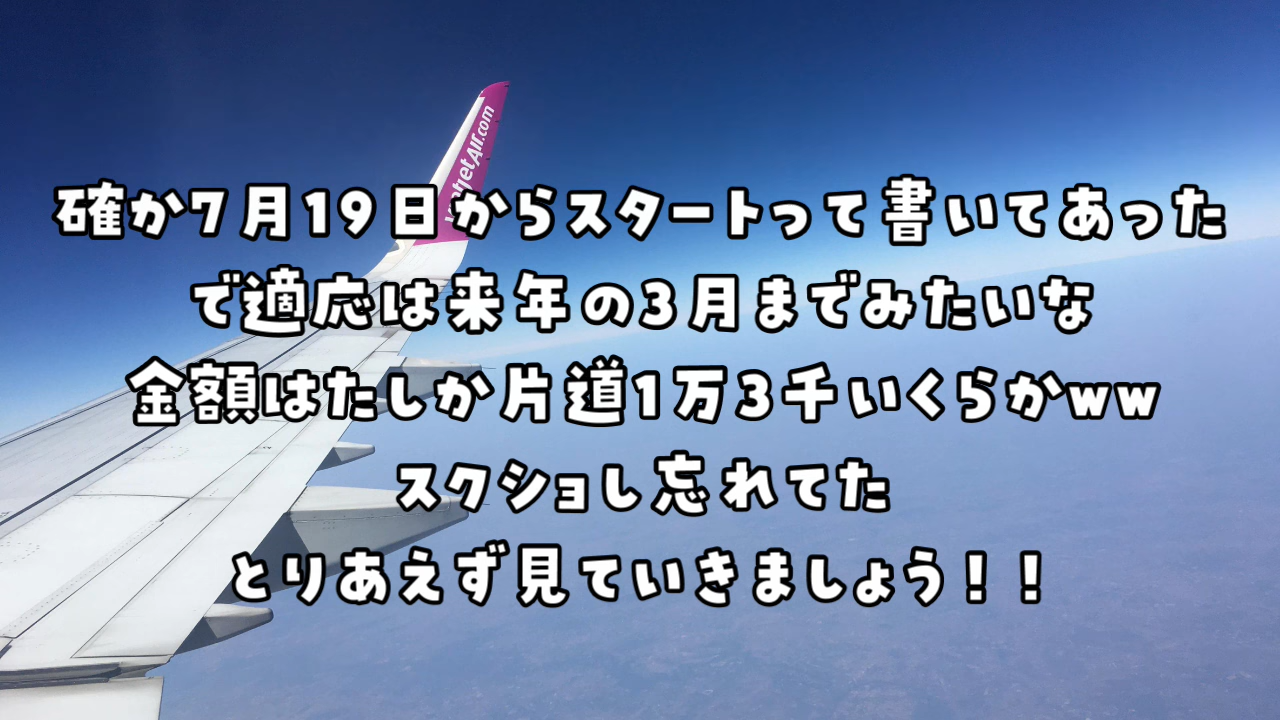 確か7月19日からスタートって書いてあった
で適応は来年の3月までみたいな
金額はたしか片道1万3千いくらかww
スクショし忘れてた
とりあえず見ていきましょう！！